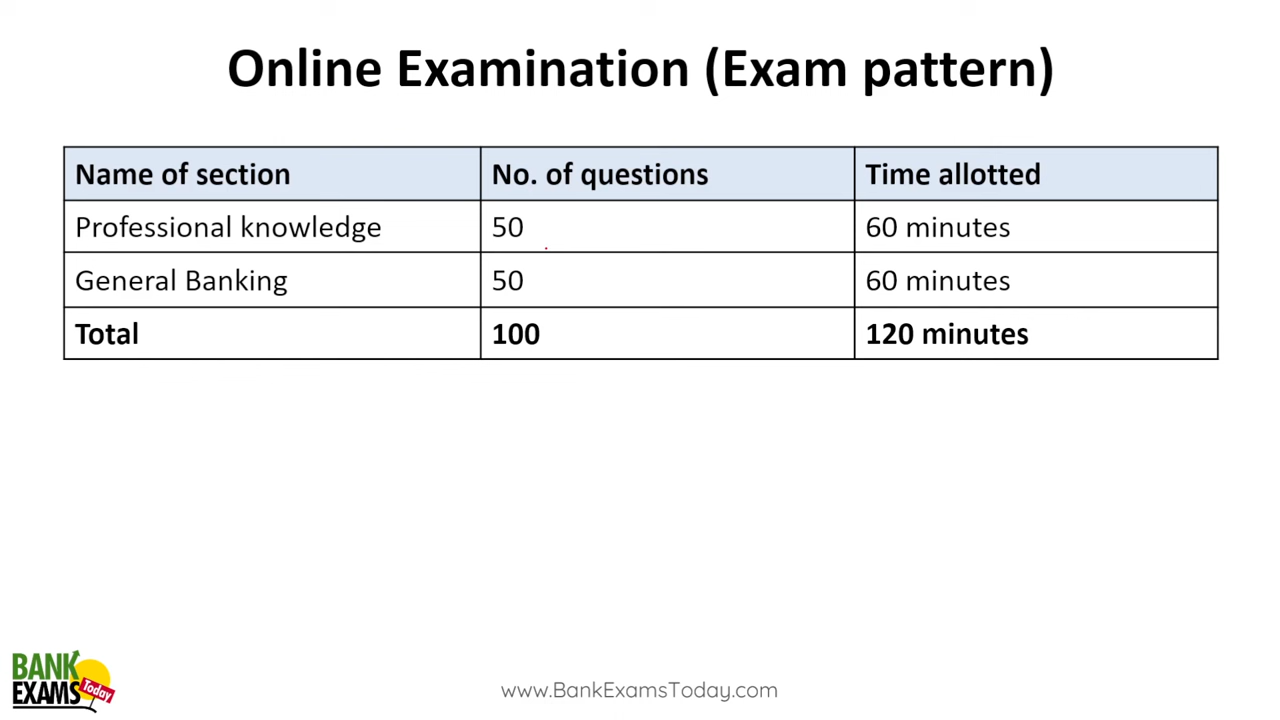 Online Examination (Exam pattern)
Name of section No. of questions Time allotted
Professional knowledge 50 60 minutes
General Banking 50 60 minutes
Total 100 120 minutes
BANK
EXAMS Today
www.BankExamsToday.com